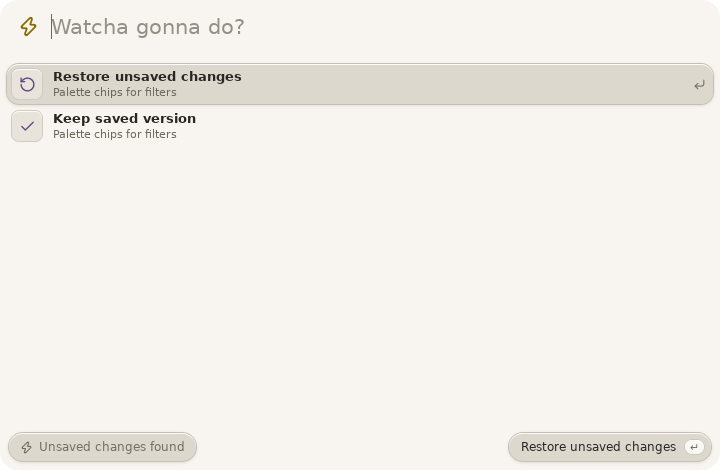 Watcha gonna do?
Restore unsaved changes
Palette chips for filters
Keep saved version
Palette chips for filters
Unsaved changes found
Restore unsaved changes